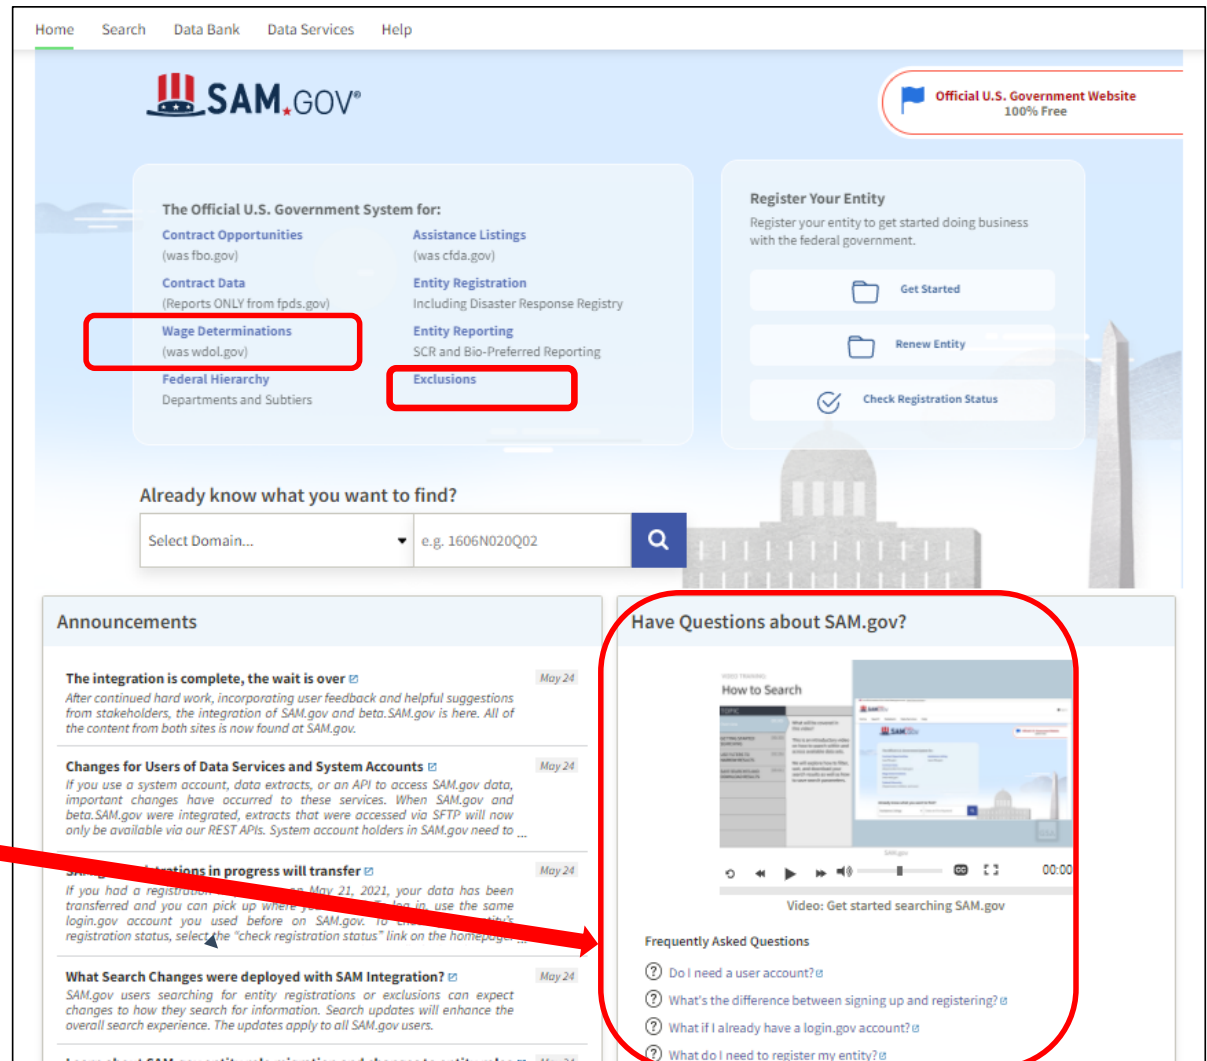 Home Search Data Bank Data Services Help
SAM.GOV®
Official U.S. Government Website
100% Free
The Official U.S. Government System for:
Contract Opportunities
(was fbo.gov)
Contract Data
(Reports ONLY from fpds.gov)
Wage Determinations
(was wdol.gov)
Federal Hierarchy
Departments and Subtiers
Assistance Listings
(was cfda.gov)
Entity Registration
Including Disaster Response Registry
Entity Reporting
SCR and Bio-Preferred Reporting
Exclusions
Register Your Entity
Register your entity to get started doing business
with the federal government.
Get Started
Renew Entity
Check Registration Status
Already know what you want to find?
Select Domain...
e.g. 1606N020Q02
Announcements
The integration is complete, the wait is over May 24
After continued hard work, incorporating user feedback and helpful suggestions
from stakeholders, the integration of SAM.gov and beta.SAM.gov is here. All of
the content from both sites is now found at SAM.gov.
Changes for Users of Data Services and System Accounts May 24
If you use a system account, data extracts, or an API to access SAM.gov data,
important changes have occurred to these services. When SAM.gov and
beta.SAM.gov were integrated, extracts that were accessed via SFTP will now
only be available via our REST APIs. System account holders in SAM.gov need to ...
in progress will transfer May 24
If you had a registration on May 21, 2021, your data has been
transferred and you can pick up where in, use the same
login.gov account you used before on SAM.gov.
registration status, select the "check registration status" link on the homepage. ...
What Search Changes were deployed with SAM Integration? May 24
SAM.gov users searching for entity registrations or exclusions can expect
changes to how they search for information. Search updates will enhance the
overall search experience. The updates apply to all SAM.gov users.
Have Questions about SAM.gov?
VIDEO TRAINING
How to Search
TOPIC
SAM.gov
00:00
Video: Get started searching SAM.gov
Frequently Asked Questions
Do I need a user account?
What's the difference between signing up and registering?
What if I already have a login.gov account?
What do I need to register my entity?